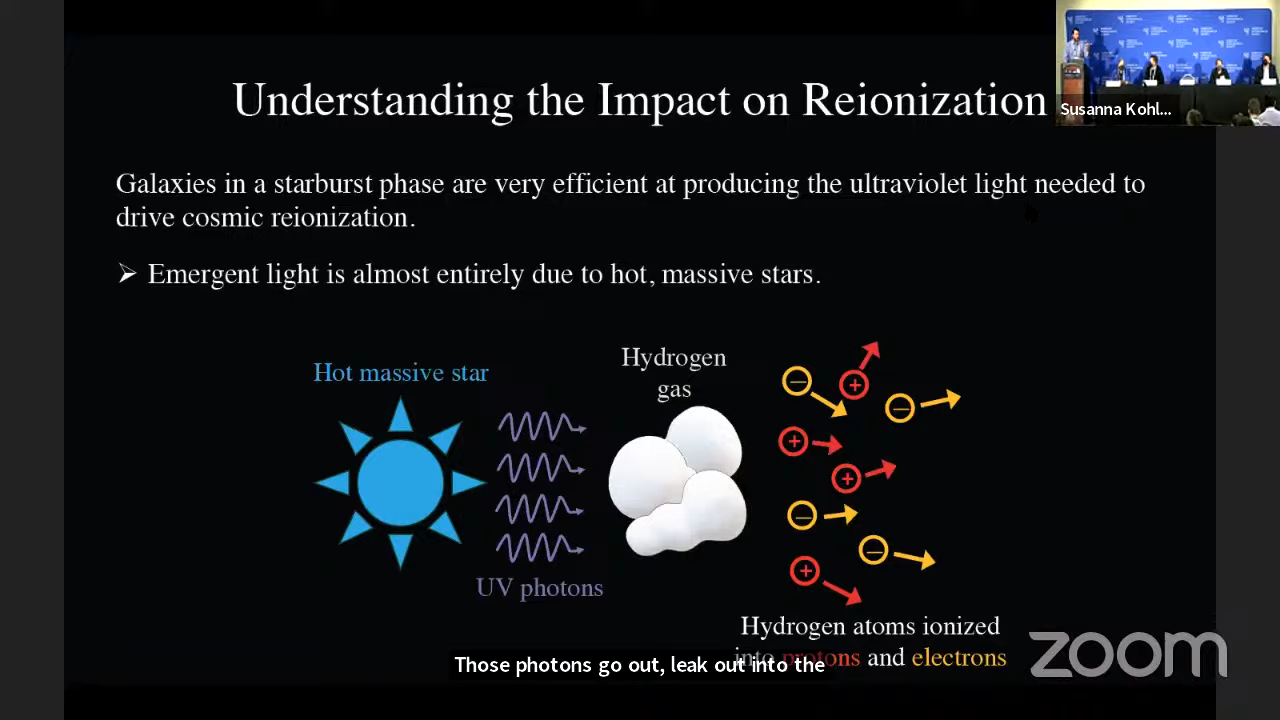 Understanding the Impact on Reionization
Susanna Kohl...
Galaxies in a starburst phase are very efficient at producing the ultraviolet light needed to
drive cosmic reionization.
➢ Emergent light is almost entirely due to hot, massive stars.
Hot massive star
Hydrogen
gas
UV photons
Hydrogen atoms ionized
into protons and electrons
Those photons go out, leak out into the
zoom